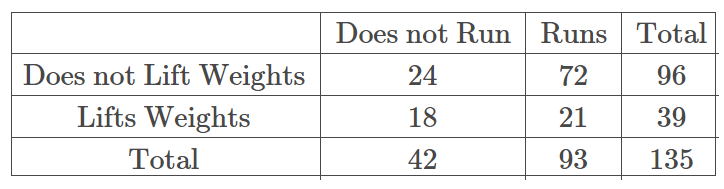 Does not Run Runs Total
Does not Lift Weights 24 72 96
Lifts Weights 18 21 39
Total 42 93 135